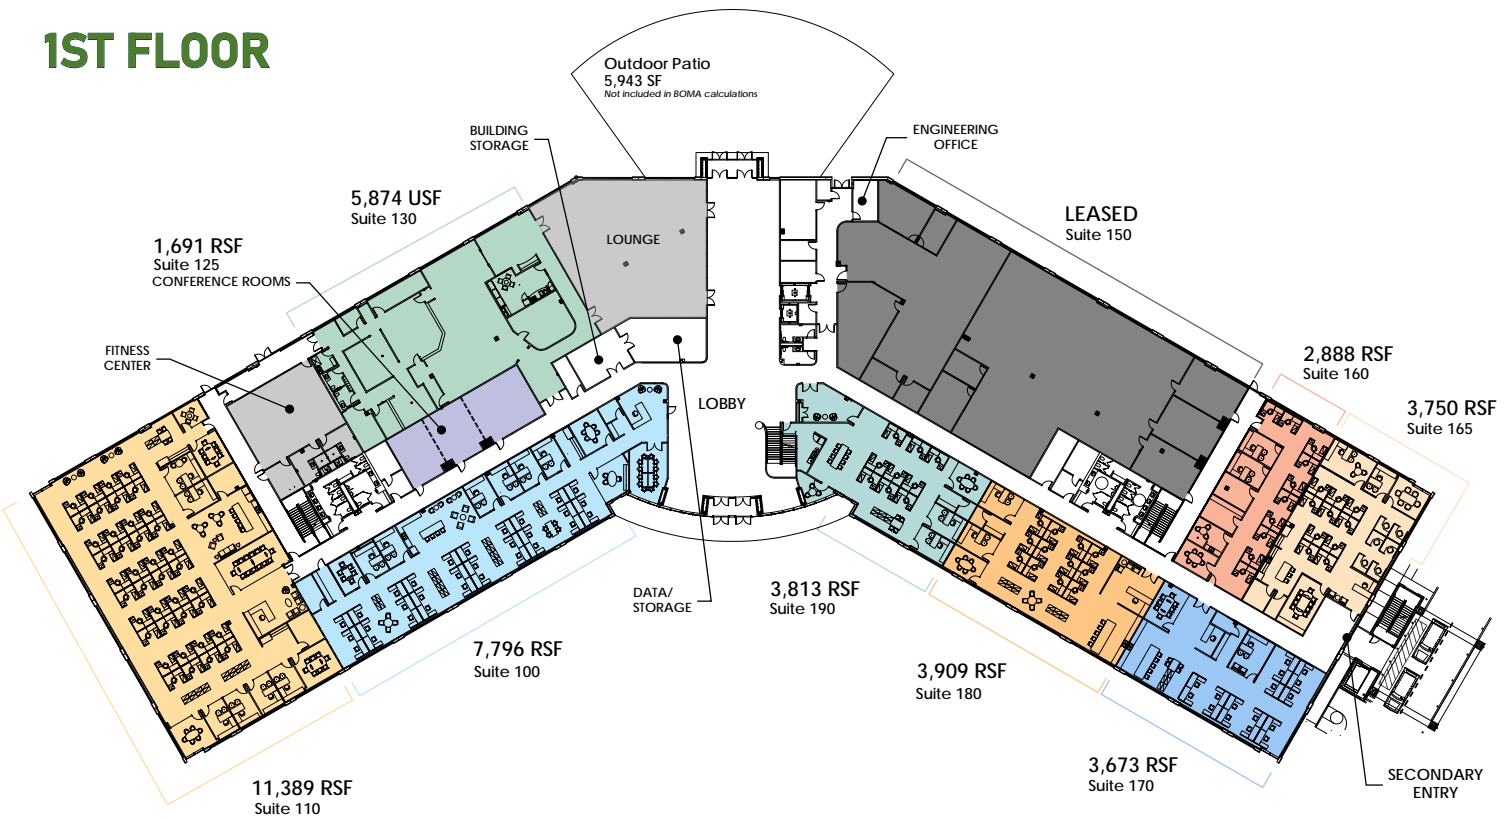 1ST FLOOR
Outdoor Patio
5,943 SF
Not included in BOMA calculations
BUILDING
STORAGE
ENGINEERING
OFFICE
5,874 USF
Suite 130
LEASED
Suite 150
1,691 RSF
Suite 125
CONFERENCE ROOMS
LOUNGE
FITNESS
CENTER
2,888 RSF
Suite 160
3,750 RSF
Suite 165
LOBBY
DATA/
STORAGE
3,813 RSF
Suite 190
7,796 RSF
Suite 100
3,909 RSF
Suite 180
3,673 RSF
Suite 170
11,389 RSF
Suite 110
SECONDARY
ENTRY